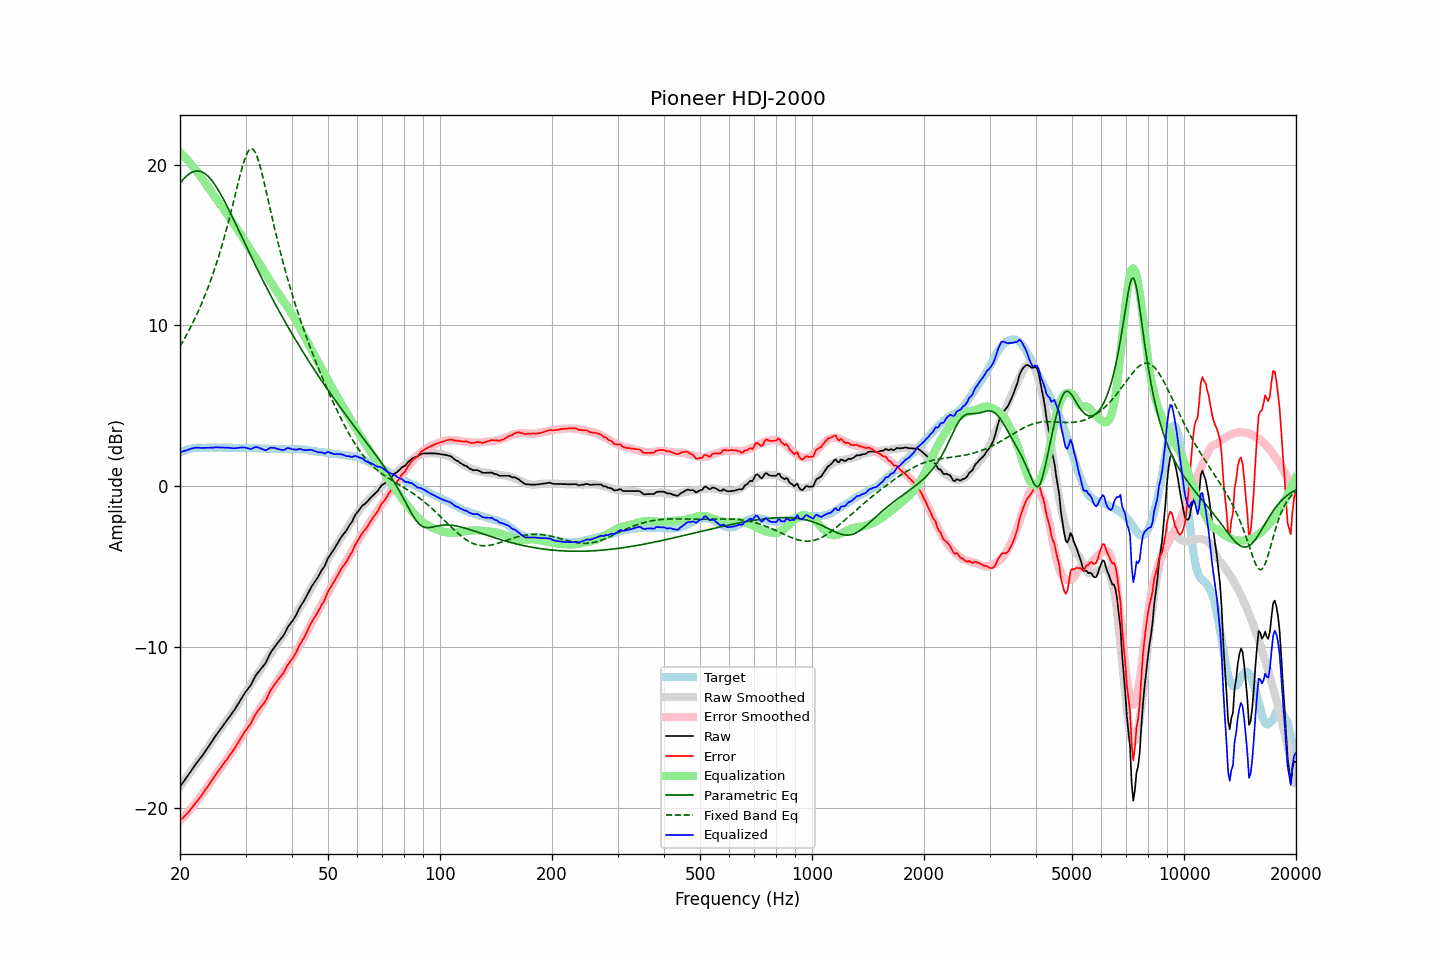 Pioneer HDJ-2000
Amplitude (dBr)
20
10
0
−10
−20
Target
Raw Smoothed
Error Smoothed
Raw
Error
Equalization
Parametric Eq
Fixed Band Eq
Equalized
20
50
100
200
500
1000
2000
5000
10000
20000
Frequency (Hz)